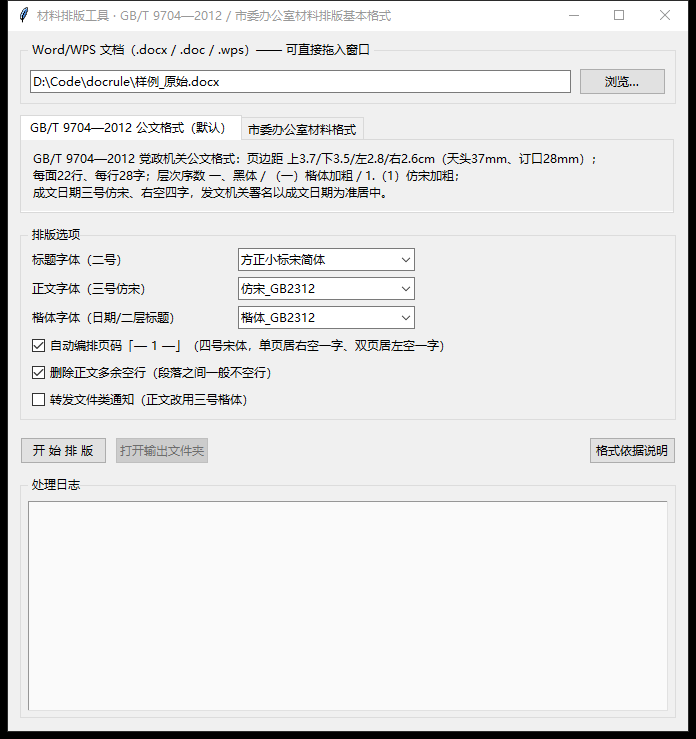 材料排版工具 · GB/T 9704—2012 / 市委办公室材料排版基本格式
Word/WPS 文档（.docx / .doc / .wps）—— 可直接拖入窗口
D:\Code\docrule\样例_原始.docx
浏览...
GB/T 9704—2012 公文格式（默认）
市委办公室材料格式
GB/T 9704—2012 党政机关公文格式：页边距 上3.7/下3.5/左2.8/右2.6cm（天头37mm、订口28mm）；
每面22行、每行28字；层次序数 一、黑体 / （一）楷体加粗 / 1.（1）仿宋加粗；
成文日期三号仿宋、右空四字，发文机关署名以成文日期为准居中。
排版选项
标题字体（二号）
方正小标宋简体
正文字体（三号仿宋）
仿宋_GB2312
楷体字体（日期/二层标题）
楷体_GB2312
自动编排页码「— 1 —」（四号宋体，单页居右空一字、双页居左空一字）
删除正文多余空行（段落之间一般不空行）
转发文件类通知（正文改用三号楷体）
开 始 排 版
打开输出文件夹
格式依据说明
处理日志